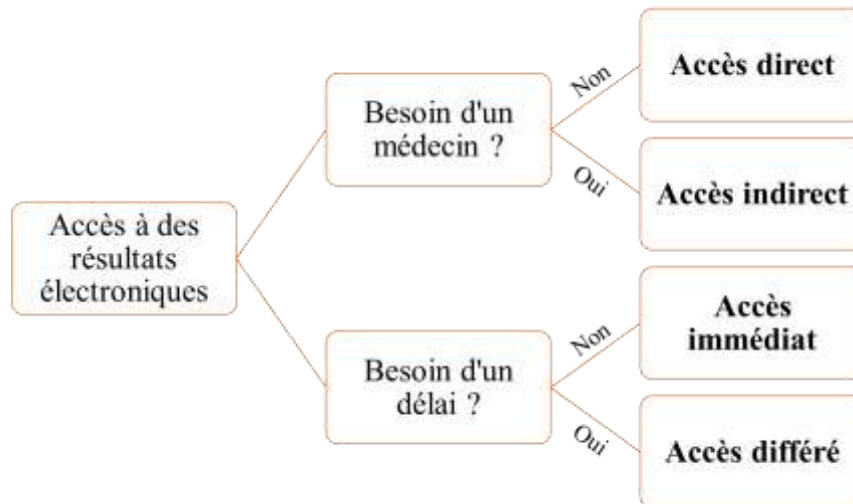 Accès à des
résultats
électroniques
Besoin d'un
médecin ?
Non
Accès direct
Oui
Accès indirect
Besoin d'un
délai ?
Non
Accès
immédiat
Oui
Accès différé